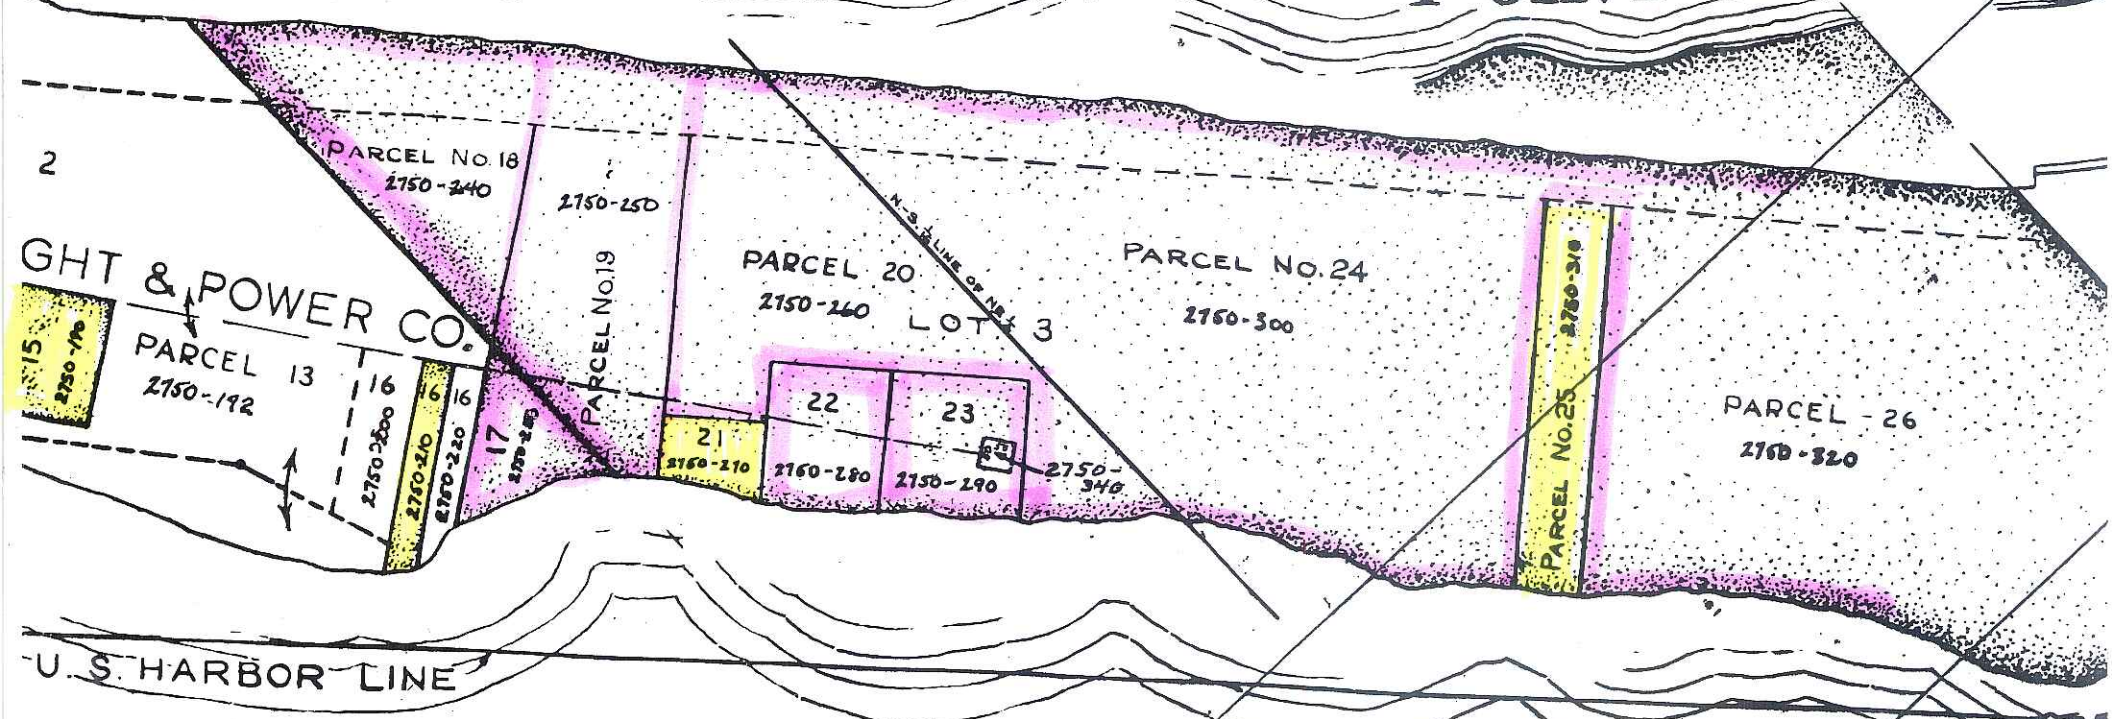 2
GHT & POWER CO.
15
2750-190
PARCEL 13
2750-192
16
2750-200
16
2750-210
16
2750-220
17
PARCEL No. 18
2750-240
2750-250
PARCEL No.19
PARCEL 20
2750-260
LOT 3
21
2750-270
22
2750-280
23
2750-290
2750-
340
N-S LINE OF NE
PARCEL No. 24
2750-300
PARCEL No. 25
2750-310
PARCEL - 26
2750-320
U.S. HARBOR LINE